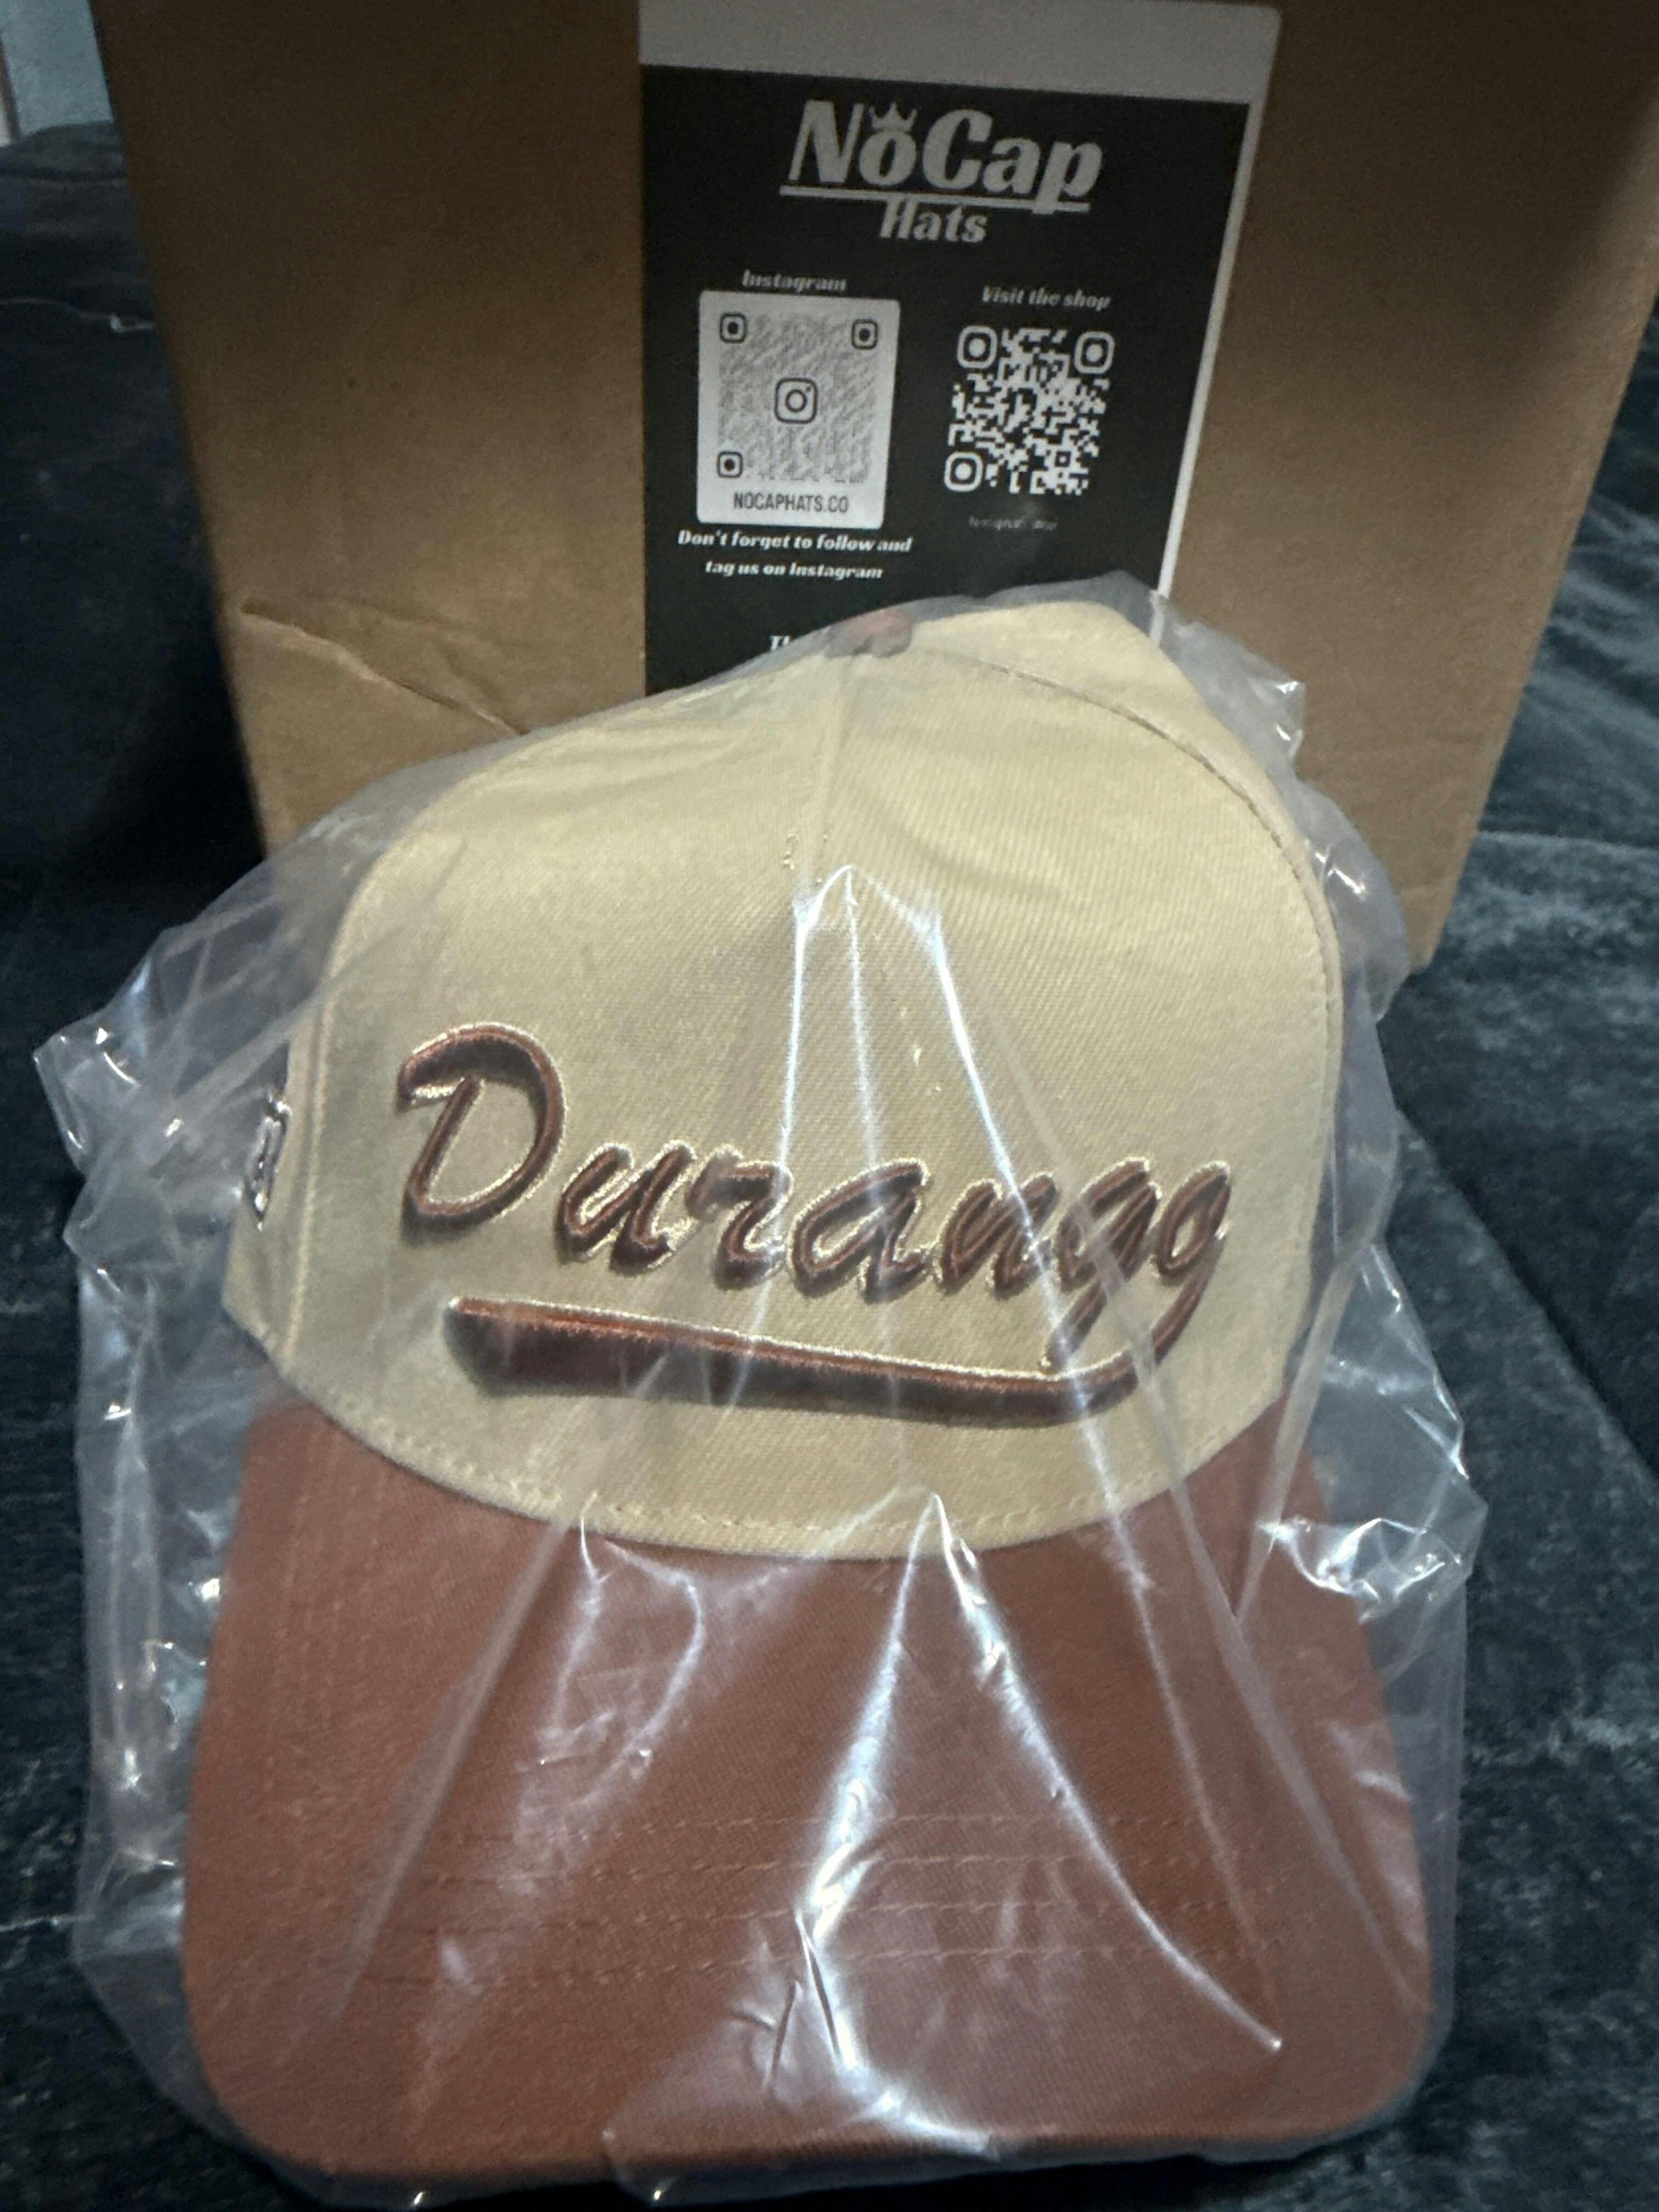 NoCap
Hats
Instagram
Visit the shop
NOCAPHATS.CO
Don't forget to follow and
tag us on Instagram
Durango